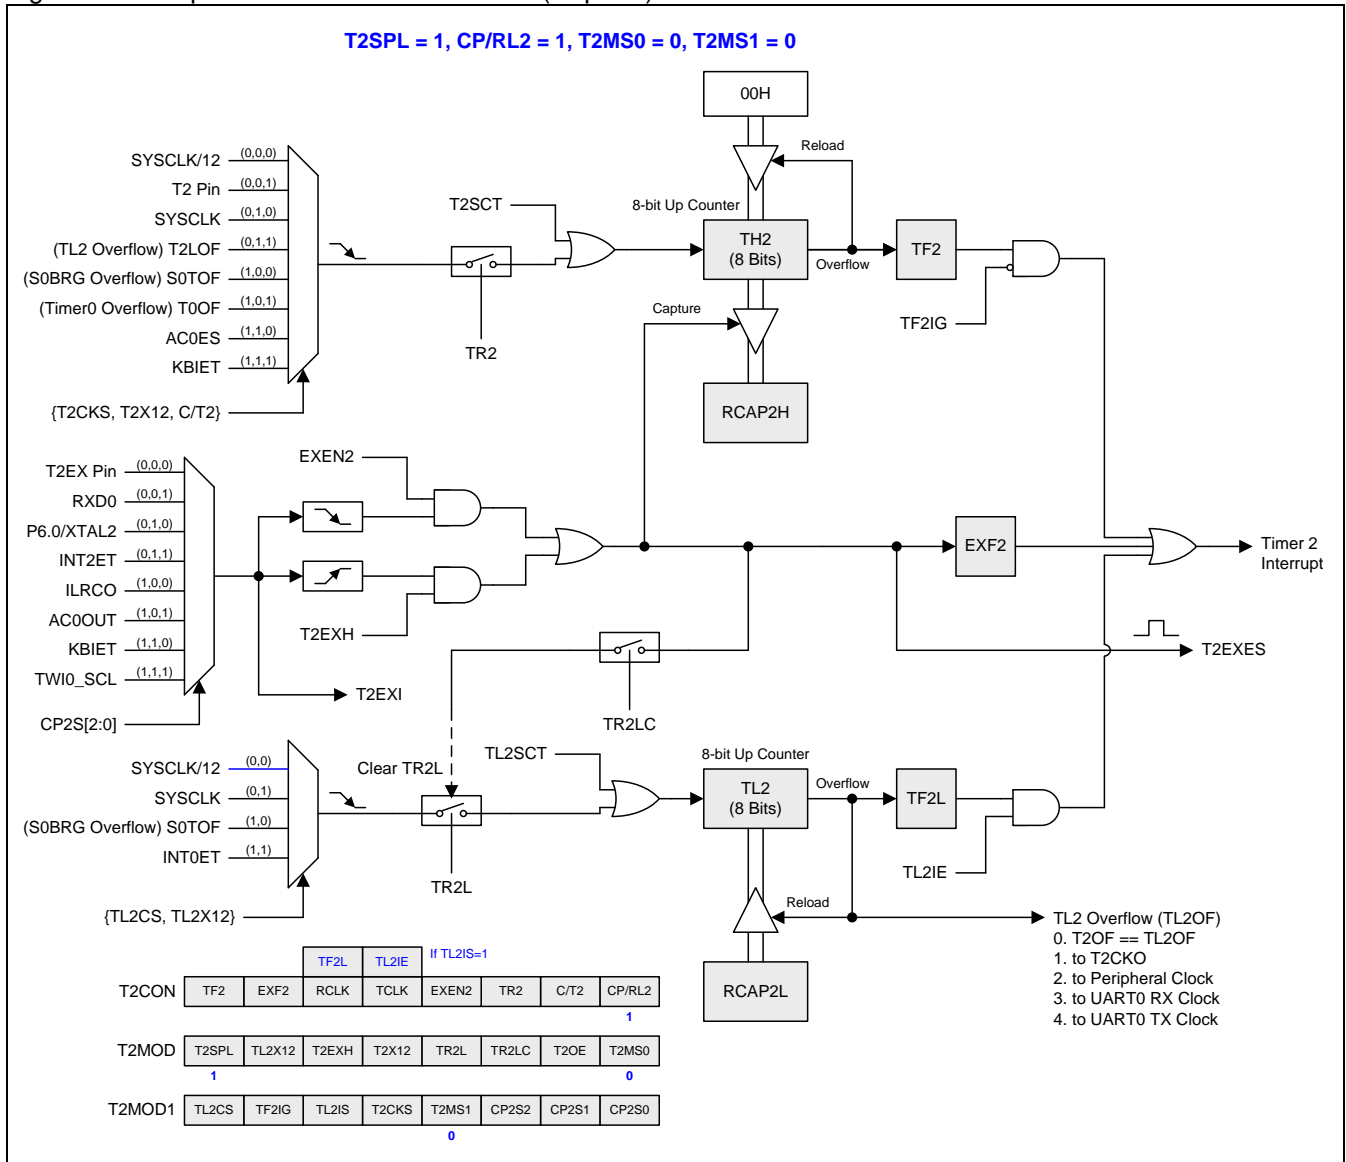 T2SPL = 1, CP/RL2 = 1, T2MS0 = 0, T2MS1 = 0
00H
Reload
SYSCLK/12 (0,0,0)
T2 Pin (0,0,1)
SYSCLK (0,1,0)
(TL2 Overflow) T2LOF (0,1,1)
(S0BRG Overflow) S0TOF (1,0,0)
(Timer0 Overflow) T0OF (1,0,1)
AC0ES (1,1,0)
KBIET (1,1,1)
{T2CKS, T2X12, C/T2}
T2SCT
TR2
8-bit Up Counter
TH2
(8 Bits)
Overflow
TF2
TF2IG
Capture
RCAP2H
T2EX Pin (0,0,0)
RXD0 (0,0,1)
P6.0/XTAL2 (0,1,0)
INT2ET (0,1,1)
ILRCO (1,0,0)
AC0OUT (1,0,1)
KBIET (1,1,0)
TWI0_SCL (1,1,1)
CP2S[2:0]
EXEN2
T2EXH
T2EXI
EXF2
Timer 2
Interrupt
T2EXES
TR2LC
SYSCLK/12 (0,0)
SYSCLK (0,1)
(S0BRG Overflow) S0TOF (1,0)
INT0ET (1,1)
{TL2CS, TL2X12}
Clear TR2L
TR2L
TL2SCT
8-bit Up Counter
TL2
(8 Bits)
Overflow
TF2L
TL2IE
Reload
RCAP2L
TL2 Overflow (TL2OF)
0. T2OF == TL2OF
1. to T2CKO
2. to Peripheral Clock
3. to UART0 RX Clock
4. to UART0 TX Clock
TF2L TL2IE If TL2IS=1
T2CON TF2 EXF2 RCLK TCLK EXEN2 TR2 C/T2 CP/RL2
1
T2MOD T2SPL TL2X12 T2EXH T2X12 TR2L TR2LC T2OE T2MS0
1 0
T2MOD1 TL2CS TF2IG TL2IS T2CKS T2MS1 CP2S2 CP2S1 CP2S0
0